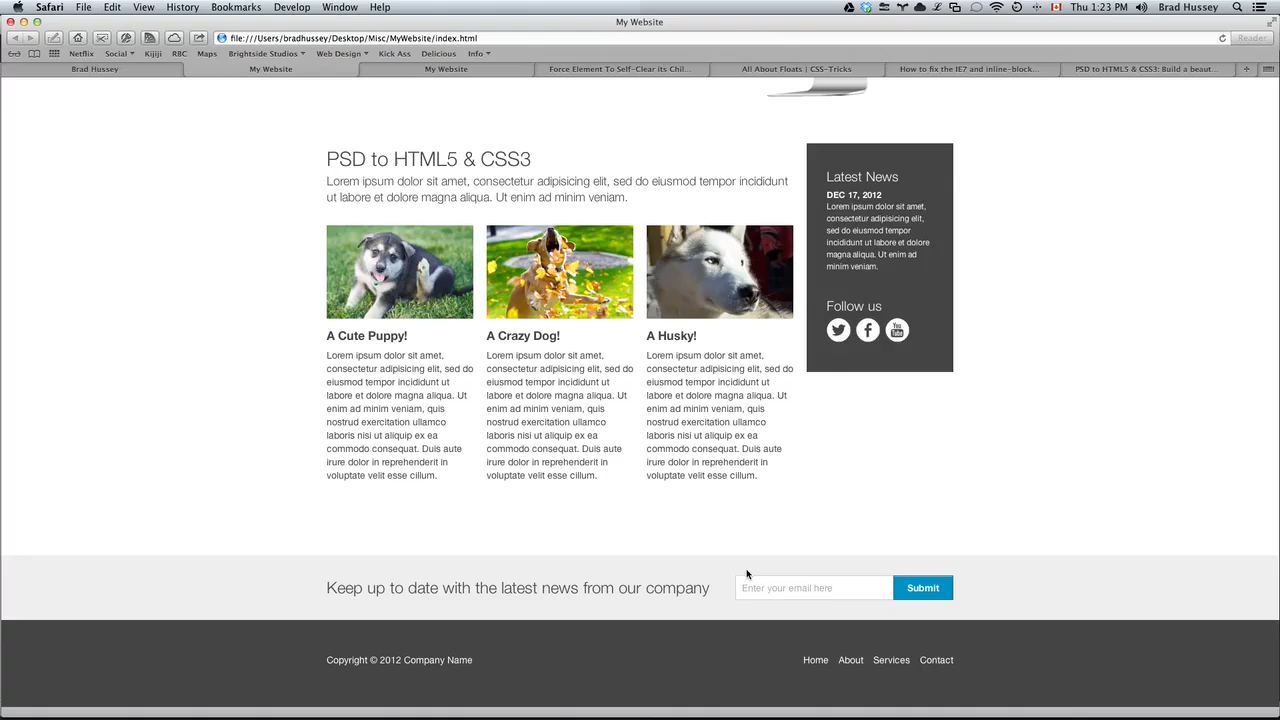 Safari File Edit View History Bookmarks Develop Window Help
Thu 1:23 PM Brad Hussey
My Website
file:///Users/bradhussey/Desktop/Misc/MyWebsite/index.html
Reader
Netflix Social Kijiji RBC Maps Brightside Studios Web Design Kick Ass Delicious Info
Brad Hussey
My Website
My Website
Force Element To Self-Clear its Chil...
All About Floats | CSS-Tricks
How to fix the IE7 and inline-block...
PSD to HTML5 & CSS3: Build a beaut...
PSD to HTML5 & CSS3
Lorem ipsum dolor sit amet, consectetur adipisicing elit, sed do eiusmod tempor incididunt
ut labore et dolore magna aliqua. Ut enim ad minim veniam.
A Cute Puppy!
Lorem ipsum dolor sit amet,
consectetur adipisicing elit, sed do
eiusmod tempor incididunt ut
labore et dolore magna aliqua. Ut
enim ad minim veniam, quis
nostrud exercitation ullamco
laboris nisi ut aliquip ex ea
commodo consequat. Duis aute
irure dolor in reprehenderit in
voluptate velit esse cillum.
A Crazy Dog!
Lorem ipsum dolor sit amet,
consectetur adipisicing elit, sed do
eiusmod tempor incididunt ut
labore et dolore magna aliqua. Ut
enim ad minim veniam, quis
nostrud exercitation ullamco
laboris nisi ut aliquip ex ea
commodo consequat. Duis aute
irure dolor in reprehenderit in
voluptate velit esse cillum.
A Husky!
Lorem ipsum dolor sit amet,
consectetur adipisicing elit, sed do
eiusmod tempor incididunt ut
labore et dolore magna aliqua. Ut
enim ad minim veniam, quis
nostrud exercitation ullamco
laboris nisi ut aliquip ex ea
commodo consequat. Duis aute
irure dolor in reprehenderit in
voluptate velit esse cillum.
Latest News
DEC 17, 2012
Lorem ipsum dolor sit amet,
consectetur adipisicing elit,
sed do eiusmod tempor
incididunt ut labore et dolore
magna aliqua. Ut enim ad
minim veniam.
Follow us
You
Tube
Keep up to date with the latest news from our company
Enter your email here
Submit
Copyright © 2012 Company Name
Home About Services Contact